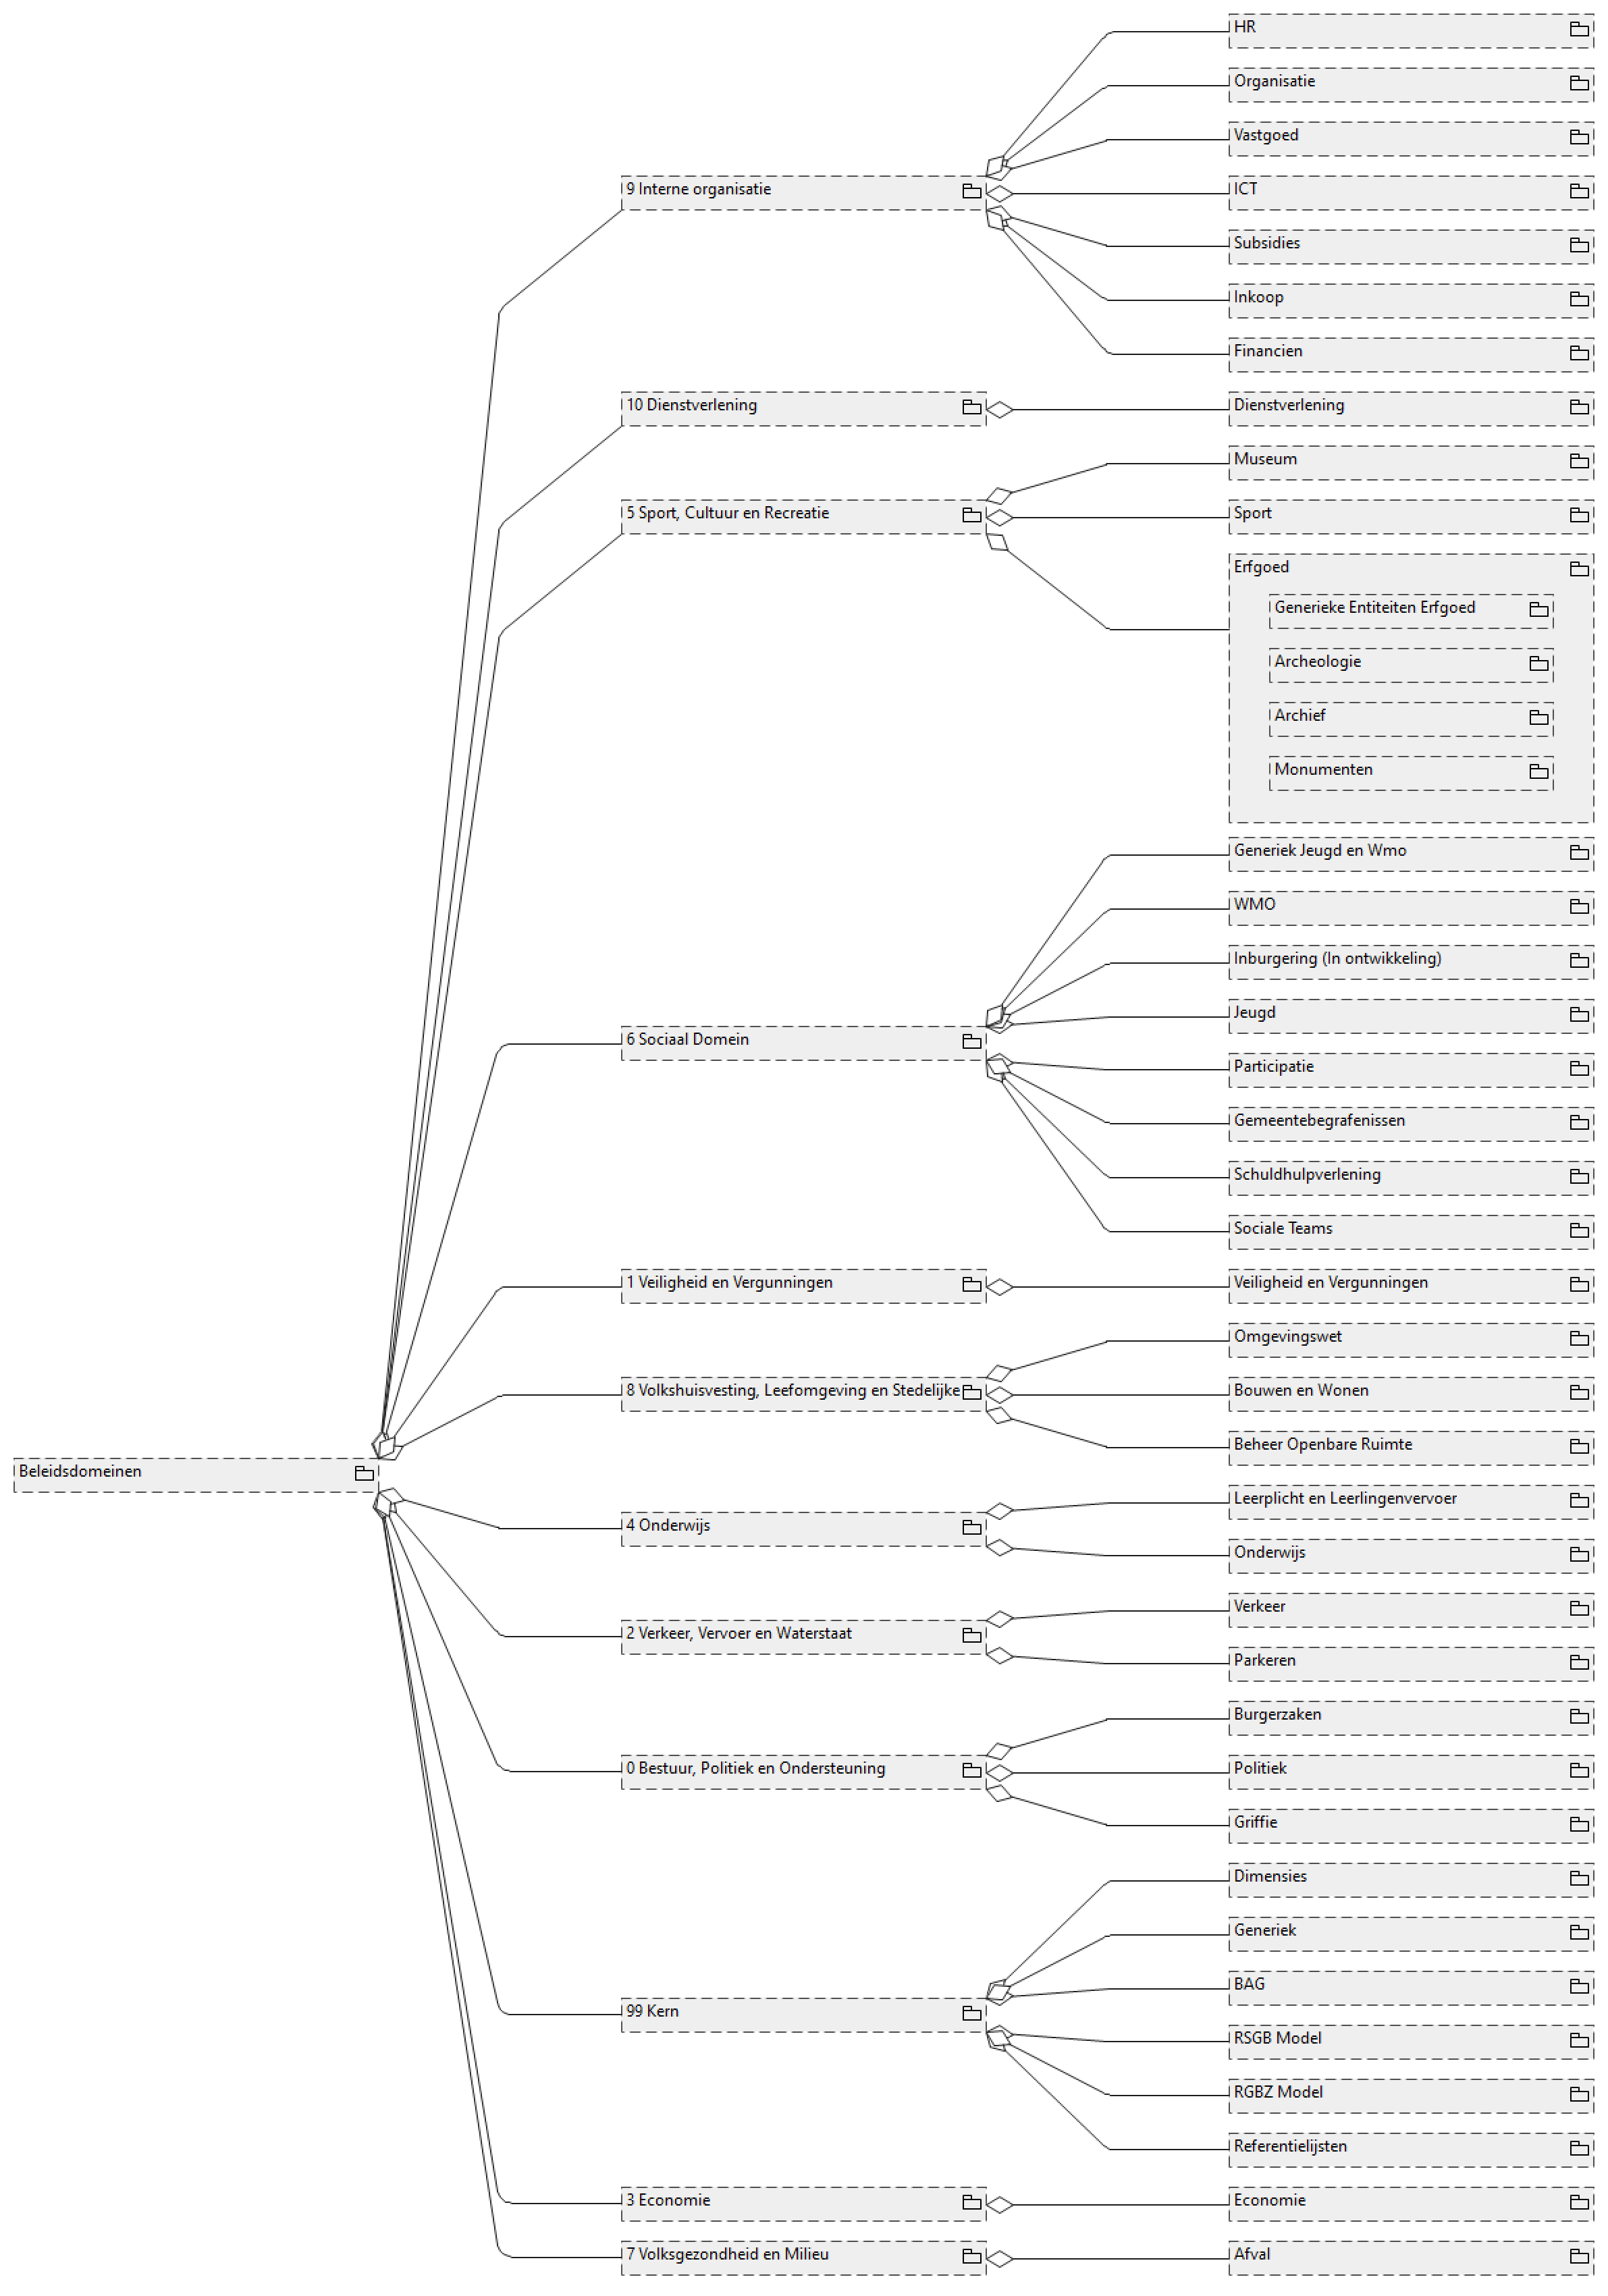 HR
Organisatie
Vastgoed
9 Interne organisatie
ICT
Subsidies
Inkoop
Financien
10 Dienstverlening
Dienstverlening
Museum
5 Sport, Cultuur en Recreatie
Sport
Erfgoed
Generieke Entiteiten Erfgoed
Archeologie
Archief
Monumenten
Generiek Jeugd en Wmo
WMO
Inburgering (In ontwikkeling)
Jeugd
6 Sociaal Domein
Participatie
Gemeentebegrafenissen
Schuldhulpverlening
Sociale Teams
1 Veiligheid en Vergunningen
Veiligheid en Vergunningen
Omgevingswet
8 Volkshuisvesting, Leefomgeving en Stedelijke
Bouwen en Wonen
Beheer Openbare Ruimte
Beleidsdomeinen
Leerplicht en Leerlingenvervoer
4 Onderwijs
Onderwijs
Verkeer
2 Verkeer, Vervoer en Waterstaat
Parkeren
Burgerzaken
0 Bestuur, Politiek en Ondersteuning
Politiek
Griffie
Dimensies
Generiek
BAG
99 Kern
RSGB Model
RGBZ Model
Referentielijsten
3 Economie
Economie
7 Volksgezondheid en Milieu
Afval